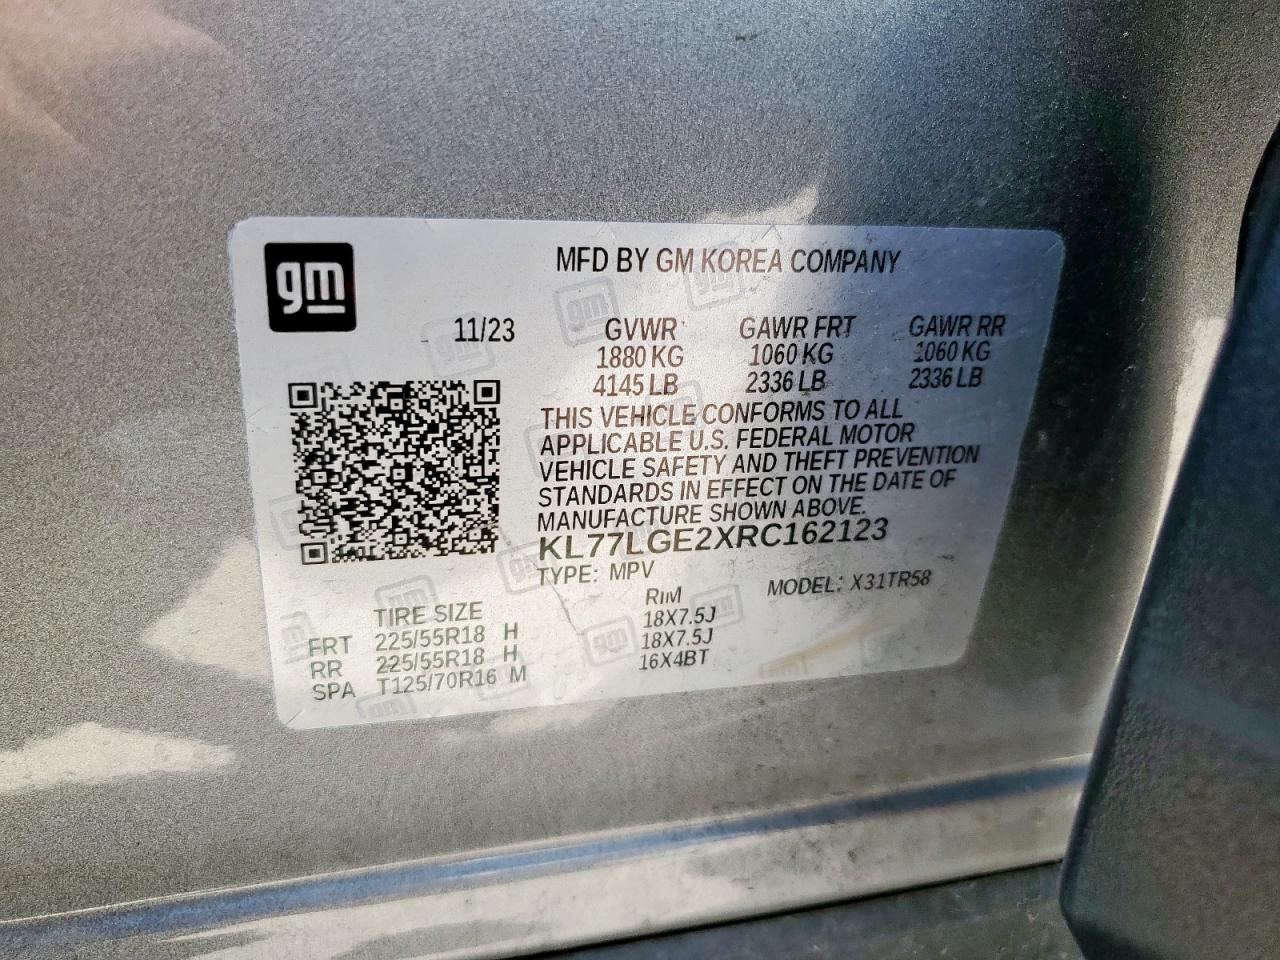 gm
MFD BY GM KOREA COMPANY
11/23 GVWR GAWR FRT GAWR RR
1880 KG 1060 KG 1060 KG
4145 LB 2336 LB 2336 LB
THIS VEHICLE CONFORMS TO ALL
APPLICABLE U.S. FEDERAL MOTOR
VEHICLE SAFETY AND THEFT PREVENTION
STANDARDS IN EFFECT ON THE DATE OF
MANUFACTURE SHOWN ABOVE.
KL77LGE2XRC162123
TYPE: MPV MODEL: X31TR58
TIRE SIZE RIM
FRT 225/55R18 H 18X7.5J
RR 225/55R18 H 18X7.5J
SPA T125/70R16 M 16X4BT